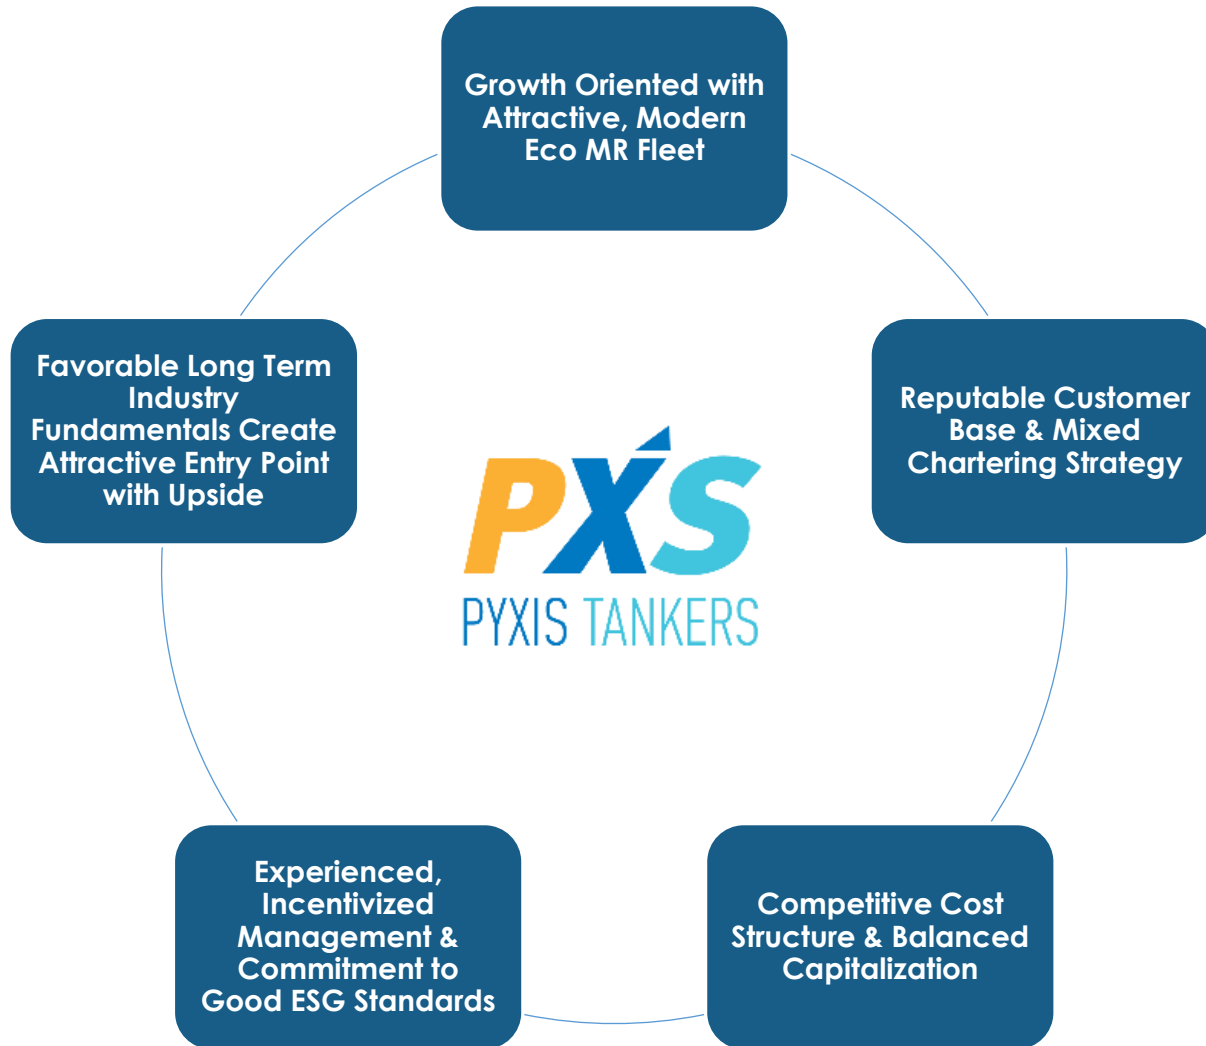 Growth Oriented with
Attractive, Modern
Eco MR Fleet
Favorable Long Term
Industry
Fundamentals Create
Attractive Entry Point
with Upside
Reputable Customer
Base & Mixed
Chartering Strategy
PXS
PYXIS TANKERS
Experienced,
Incentivized
Management &
Commitment to
Good ESG Standards
Competitive Cost
Structure & Balanced
Capitalization